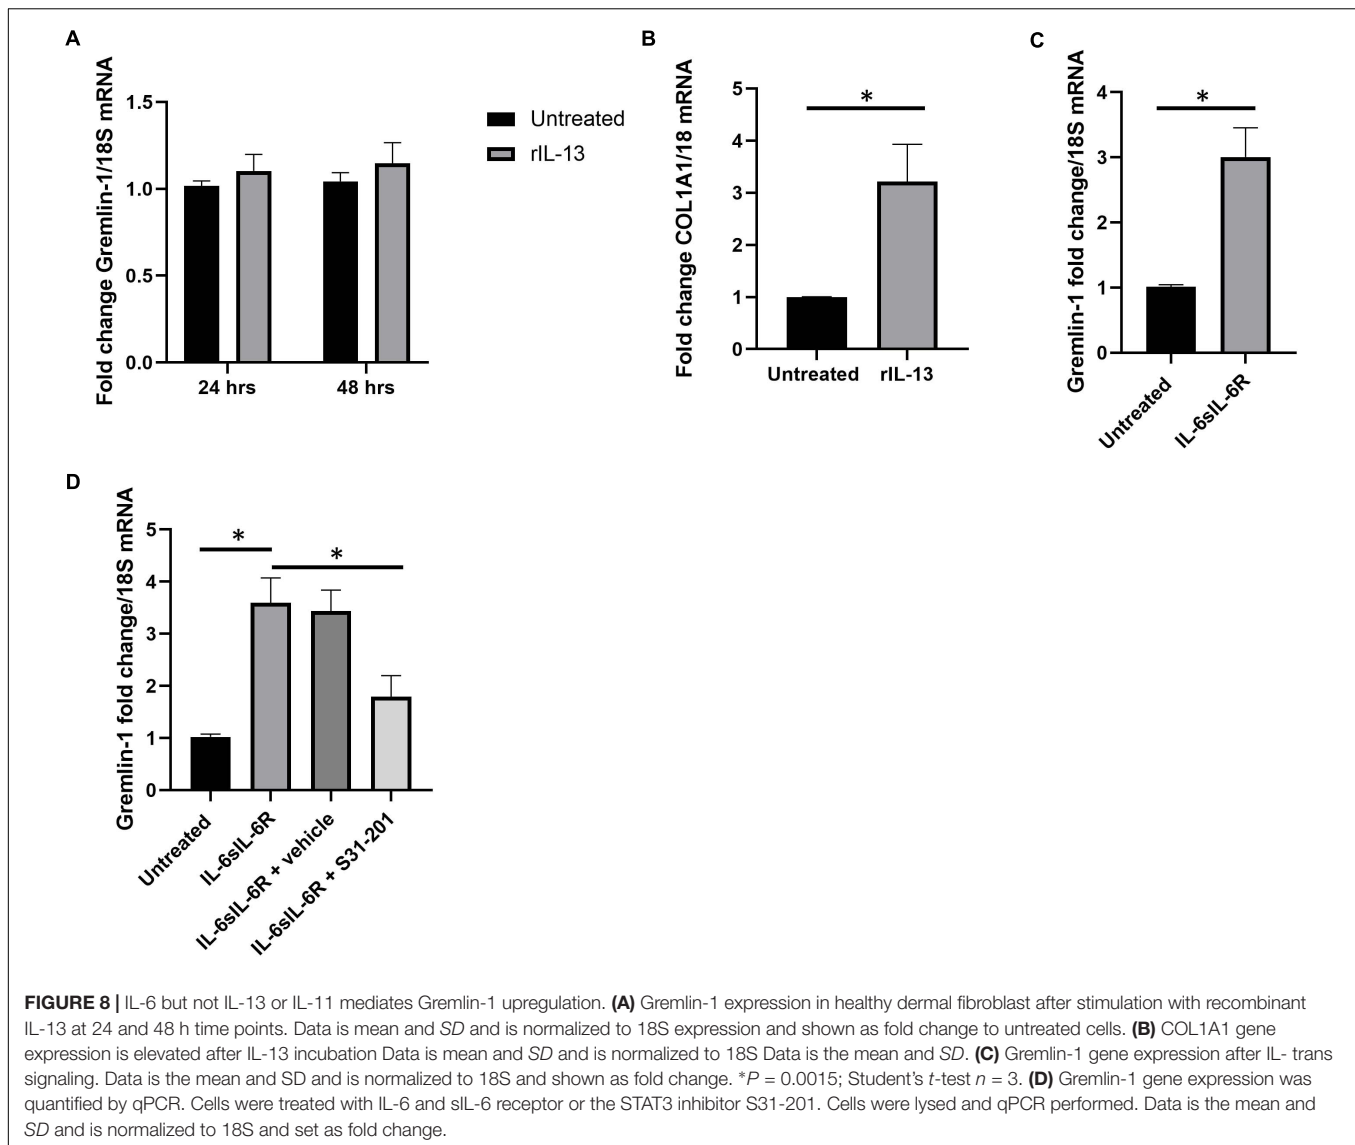 A
Fold change Gremlin-1/18S mRNA
1.5
1.0
0.5
0.0
24 hrs
48 hrs
Untreated
rIL-13
B
Fold change COL1A1/18 mRNA
5
4
3
2
1
0
*
Untreated
rIL-13
C
Gremlin-1 fold change/18S mRNA
4
3
2
1
0
*
Untreated
IL-6sIL-6R
D
Gremlin-1 fold change/18S mRNA
5
4
3
2
1
0
*
*
Untreated
IL-6sIL-6R
IL-6sIL-6R + vehicle
IL-6sIL-6R + S31-201
FIGURE 8 | IL-6 but not IL-13 or IL-11 mediates Gremlin-1 upregulation. (A) Gremlin-1 expression in healthy dermal fibroblast after stimulation with recombinant
IL-13 at 24 and 48 h time points. Data is mean and SD and is normalized to 18S expression and shown as fold change to untreated cells. (B) COL1A1 gene
expression is elevated after IL-13 incubation Data is mean and SD and is normalized to 18S Data is the mean and SD. (C) Gremlin-1 gene expression after IL- trans
signaling. Data is the mean and SD and is normalized to 18S and shown as fold change. *P = 0.0015; Student's t-test n = 3. (D) Gremlin-1 gene expression was
quantified by qPCR. Cells were treated with IL-6 and sIL-6 receptor or the STAT3 inhibitor S31-201. Cells were lysed and qPCR performed. Data is the mean and
SD and is normalized to 18S and set as fold change.